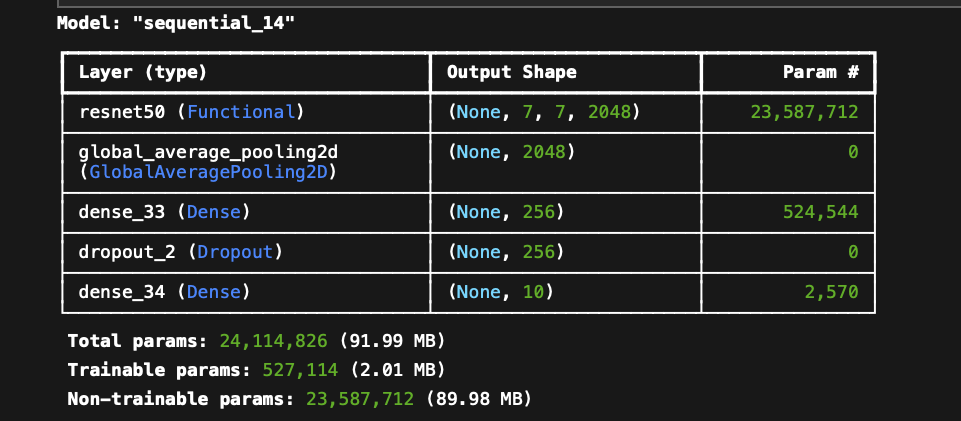 Model: "sequential_14"
Layer (type) Output Shape Param #
resnet50 (Functional) (None, 7, 7, 2048) 23,587,712
global_average_pooling2d (None, 2048) 0
(GlobalAveragePooling2D)
dense_33 (Dense) (None, 256) 524,544
dropout_2 (Dropout) (None, 256) 0
dense_34 (Dense) (None, 10) 2,570
Total params: 24,114,826 (91.99 MB)
Trainable params: 527,114 (2.01 MB)
Non-trainable params: 23,587,712 (89.98 MB)